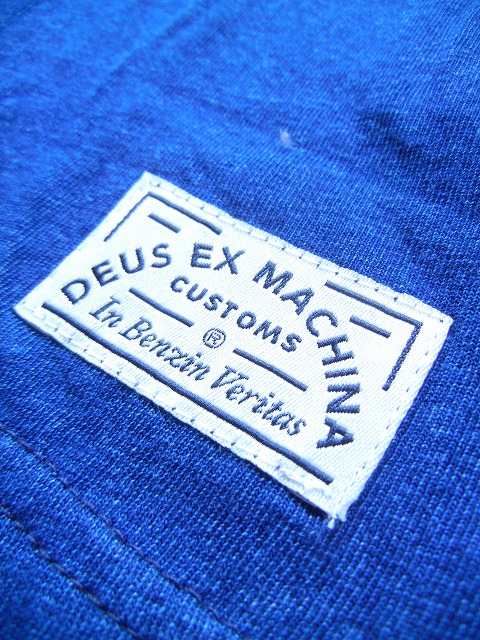 DEUS EX MACHINA
CUSTOMS
®
In Benzin Veritas